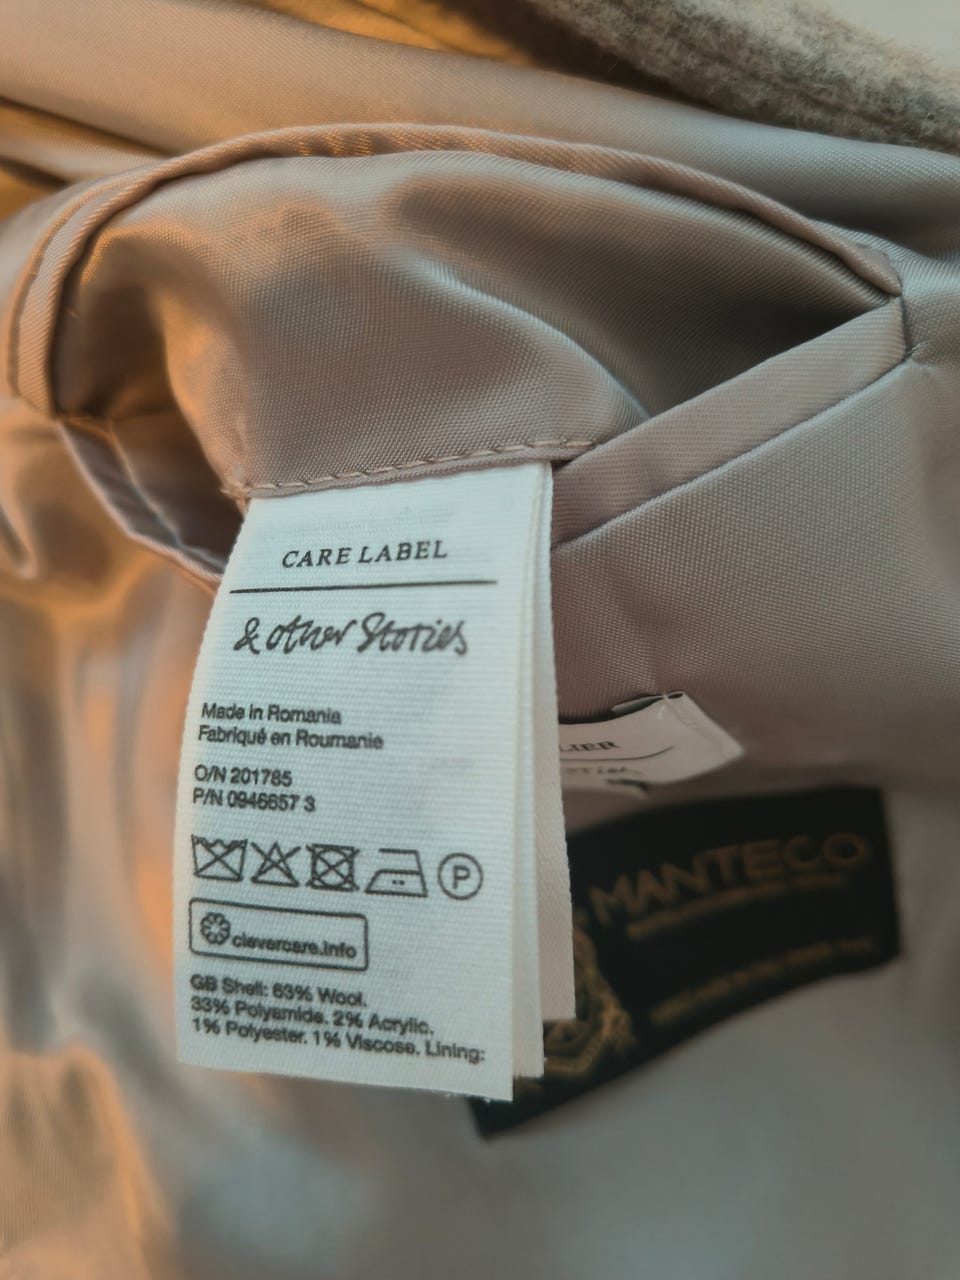 CARE LABEL
& other Stories
Made in Romania
Fabriqué en Roumanie
O/N 201785
P/N 0946657 3
P
clevercare.info
GB Shell: 63% Wool.
33% Polyamide. 2% Acrylic.
1% Polyester. 1% Viscose. Lining:
LIER
MANTECO